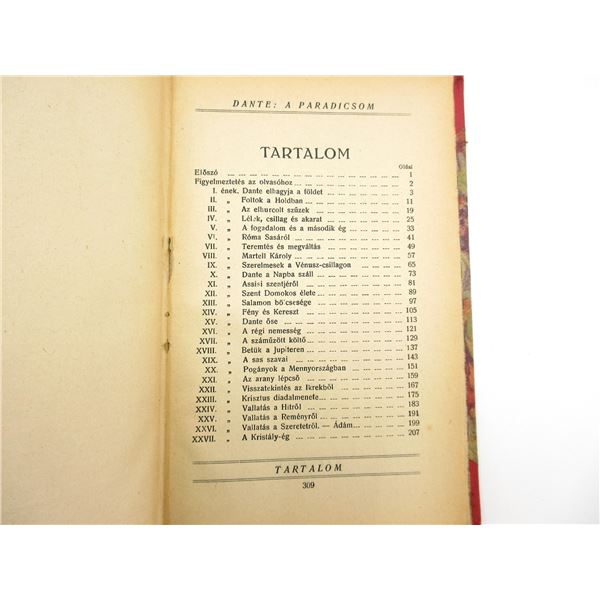 DANTE: A PARADICSOM
TARTALOM
Oldal
Előszó ... 1
Figyelmeztetés az olvasóhoz ... 2
I. ének. Dante elhagyja a földet ... 3
II. „ Foltok a Holdban ... 11
III. „ Az elhurcolt szűzek ... 19
IV. „ Lélek, csillag és akarat ... 25
V. „ A fogadalom és a második ég ... 33
VI. „ Róma Sasáról ... 41
VII. „ Teremtés és megváltás ... 49
VIII. „ Martell Károly ... 57
IX. „ Szerelmesek a Vénusz-csillagon ... 65
X. „ Dante a Napba száll ... 73
XI. „ Assisi szentjéről ... 81
XII. „ Szent Domokos élete ... 89
XIII. „ Salamon bölcsesége ... 97
XIV. „ Fény és Kereszt ... 105
XV. „ Dante őse ... 113
XVI. „ A régi nemesség ... 121
XVII. „ A száműzött költő ... 129
XVIII. „ Betük a Jupiteren ... 137
XIX. „ A sas szavai ... 143
XX. „ Pogányok a Mennyországban ... 151
XXI. „ Az arany lépcső ... 159
XXII. „ Visszatekintés az Ikrekből ... 167
XXIII. „ Krisztus diadalmenete ... 175
XXIV. „ Vallatás a Hitről ... 183
XXV. „ Vallatás a Reményről ... 191
XXVI. „ Vallatás a Szeretetről. — Ádám ... 199
XXVII. „ A Kristály-ég ... 207
TARTALOM
309